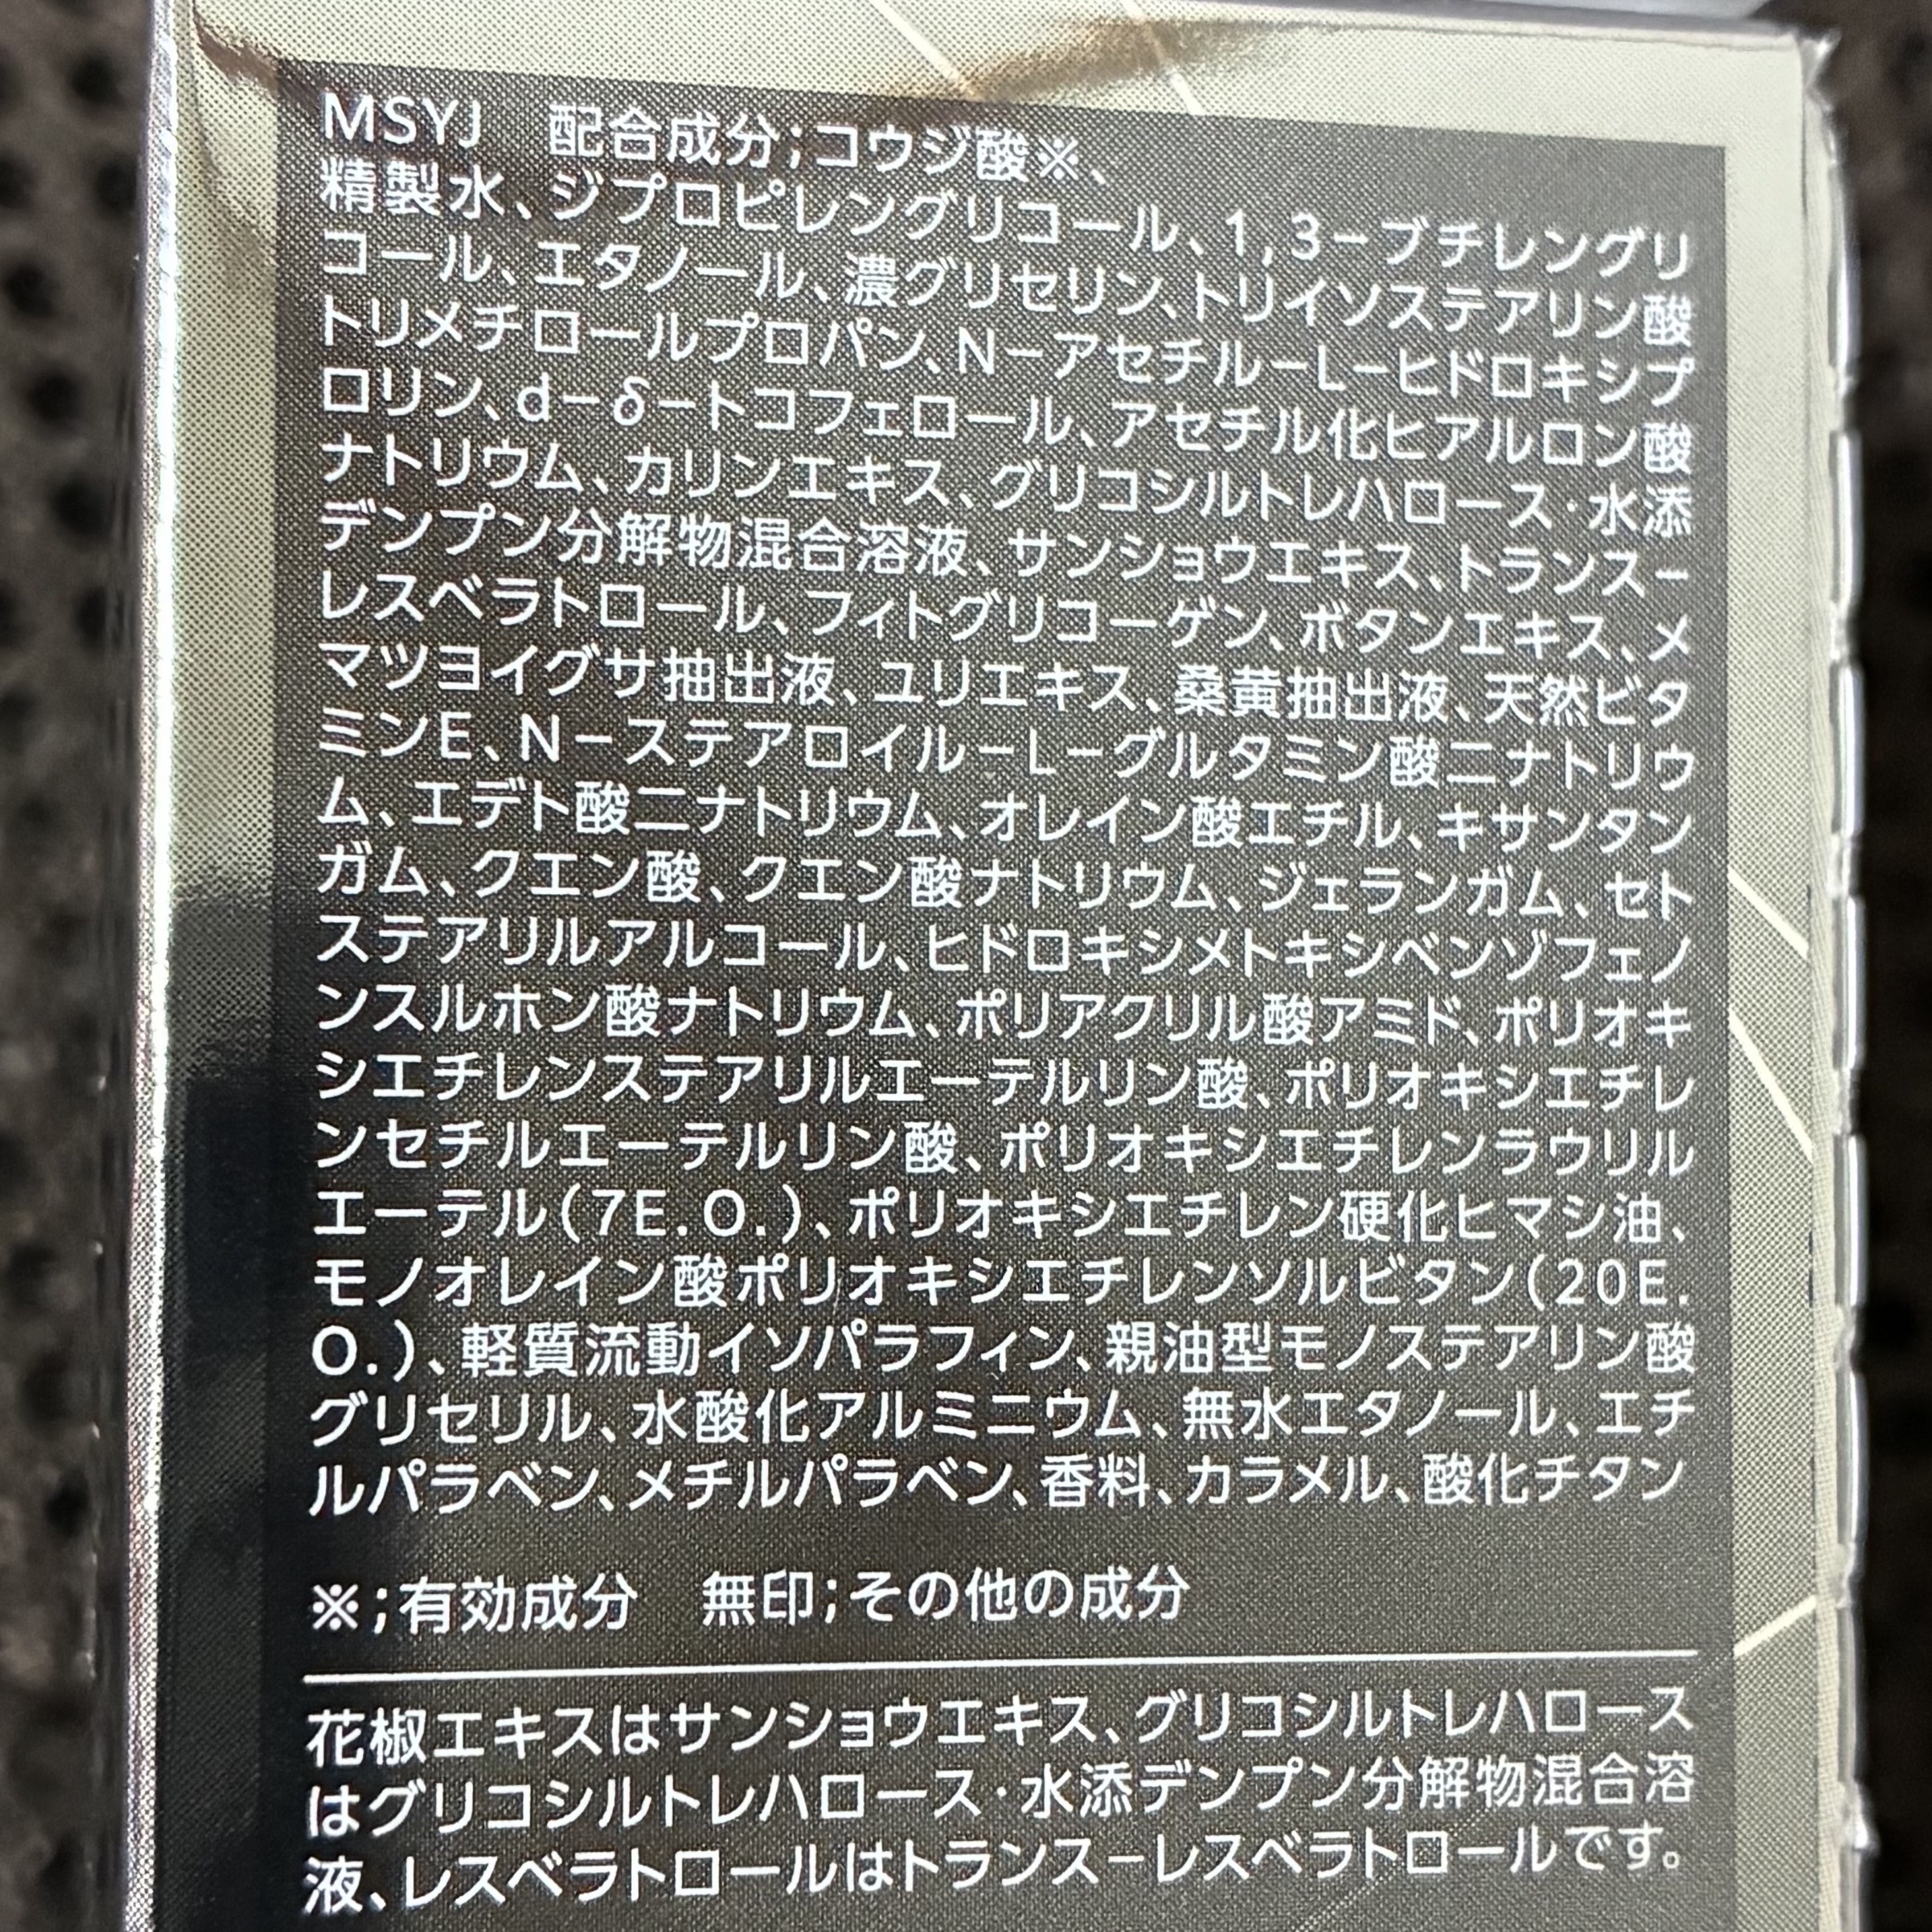 MSYJ　配合成分;コウジ酸※、
精製水、ジプロピレングリコール、1,3-ブチレングリ
コール、エタノール、濃グリセリン、トリイソステアリン酸
トリメチロールプロパン、N-アセチル-L-ヒドロキシプ
ロリン、d-δ-トコフェロール、アセチル化ヒアルロン酸
ナトリウム、カリンエキス、グリコシルトレハロース・水添
デンプン分解物混合溶液、サンショウエキス、トランス-
レスベラトロール、フィトグリコーゲン、ボタンエキス、メ
マツヨイグサ抽出液、ユリエキス、桑黄抽出液、天然ビタ
ミンE、N-ステアロイル-L-グルタミン酸二ナトリウ
ム、エデト酸二ナトリウム、オレイン酸エチル、キサンタン
ガム、クエン酸、クエン酸ナトリウム、ジェランガム、セト
ステアリルアルコール、ヒドロキシメトキシベンゾフェノ
ンスルホン酸ナトリウム、ポリアクリル酸アミド、ポリオキ
シエチレンステアリルエーテルリン酸、ポリオキシエチレ
ンセチルエーテルリン酸、ポリオキシエチレンラウリル
エーテル(7E.O.)、ポリオキシエチレン硬化ヒマシ油、
モノオレイン酸ポリオキシエチレンソルビタン(20E.
O.)、軽質流動イソパラフィン、親油型モノステアリン酸
グリセリル、水酸化アルミニウム、無水エタノール、エチ
ルパラベン、メチルパラベン、香料、カラメル、酸化チタン
※;有効成分　無印;その他の成分
花椒エキスはサンショウエキス、グリコシルトレハロース
はグリコシルトレハロース・水添デンプン分解物混合溶
液、レスベラトロールはトランス-レスベラトロールです。